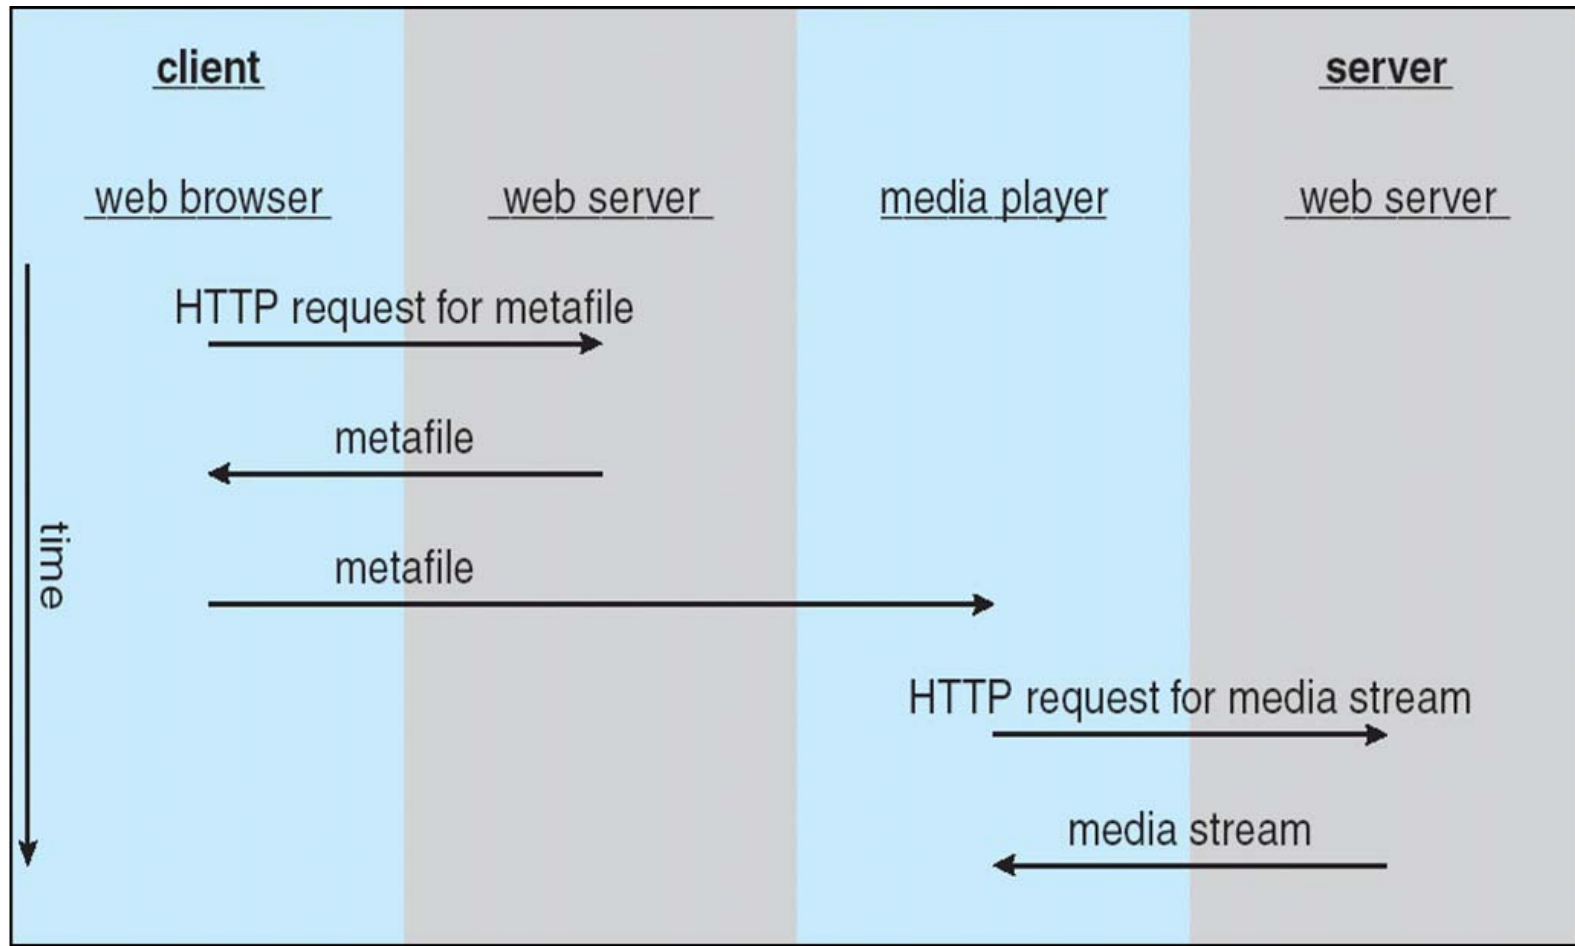 client
server
web browser
web server
media player
web server
HTTP request for metafile
metafile
metafile
time
HTTP request for media stream
media stream